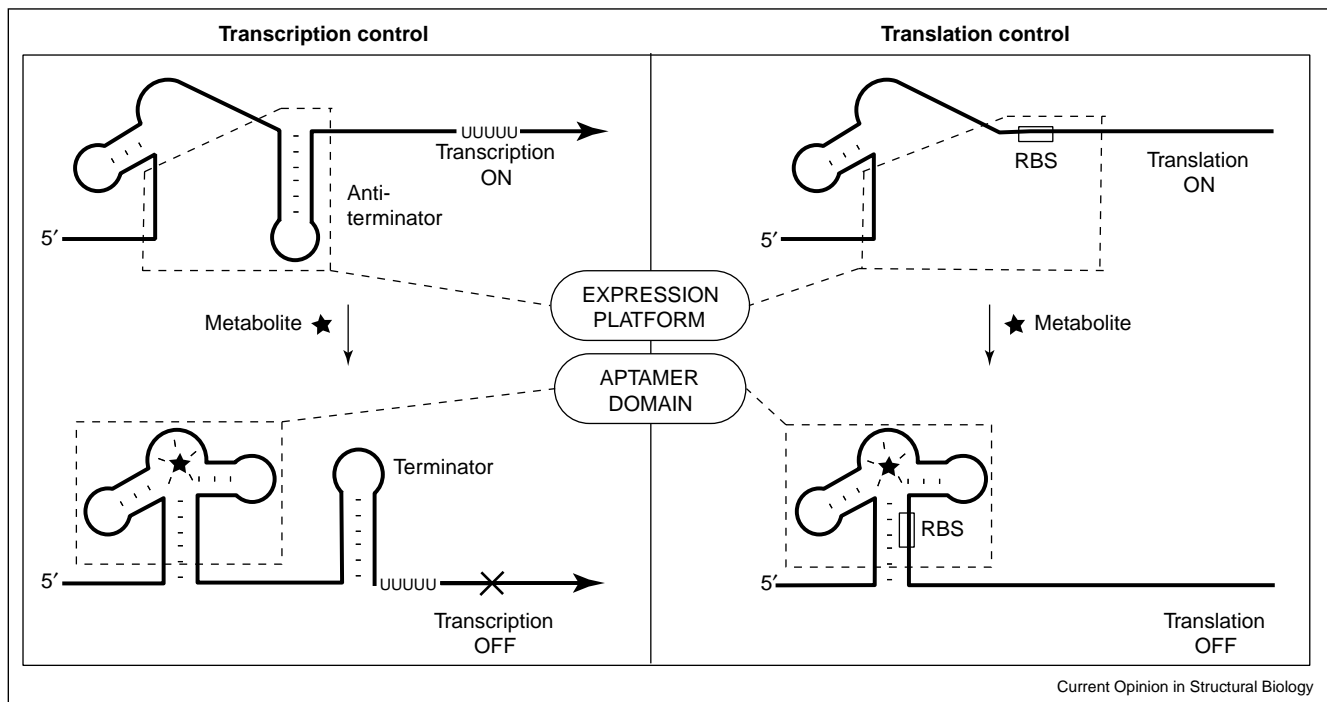 Transcription control
Translation control
UUUUU
Transcription
ON
Anti-
terminator
5′
RBS
Translation
ON
5′
EXPRESSION
PLATFORM
Metabolite
Metabolite
APTAMER
DOMAIN
Terminator
5′
UUUUU
Transcription
OFF
RBS
5′
Translation
OFF
Current Opinion in Structural Biology